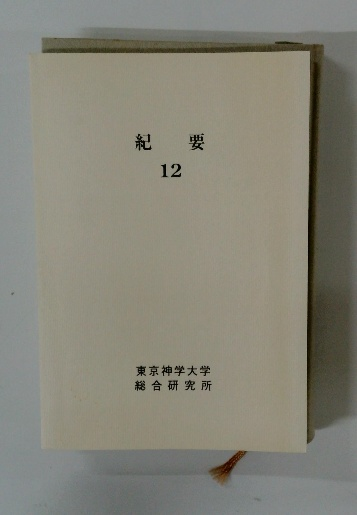 紀 要
12
東京神学大学
総合研究所